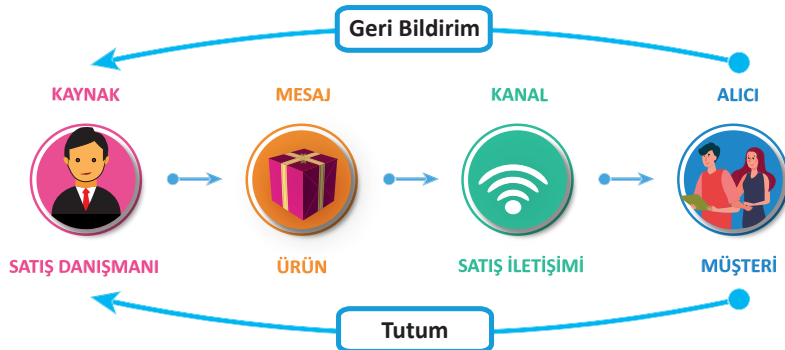 Geri Bildirim
KAYNAK
MESAJ
KANAL
ALICI
SATIŞ DANIŞMANI
ÜRÜN
SATIŞ İLETİŞİMİ
MÜŞTERİ
Tutum